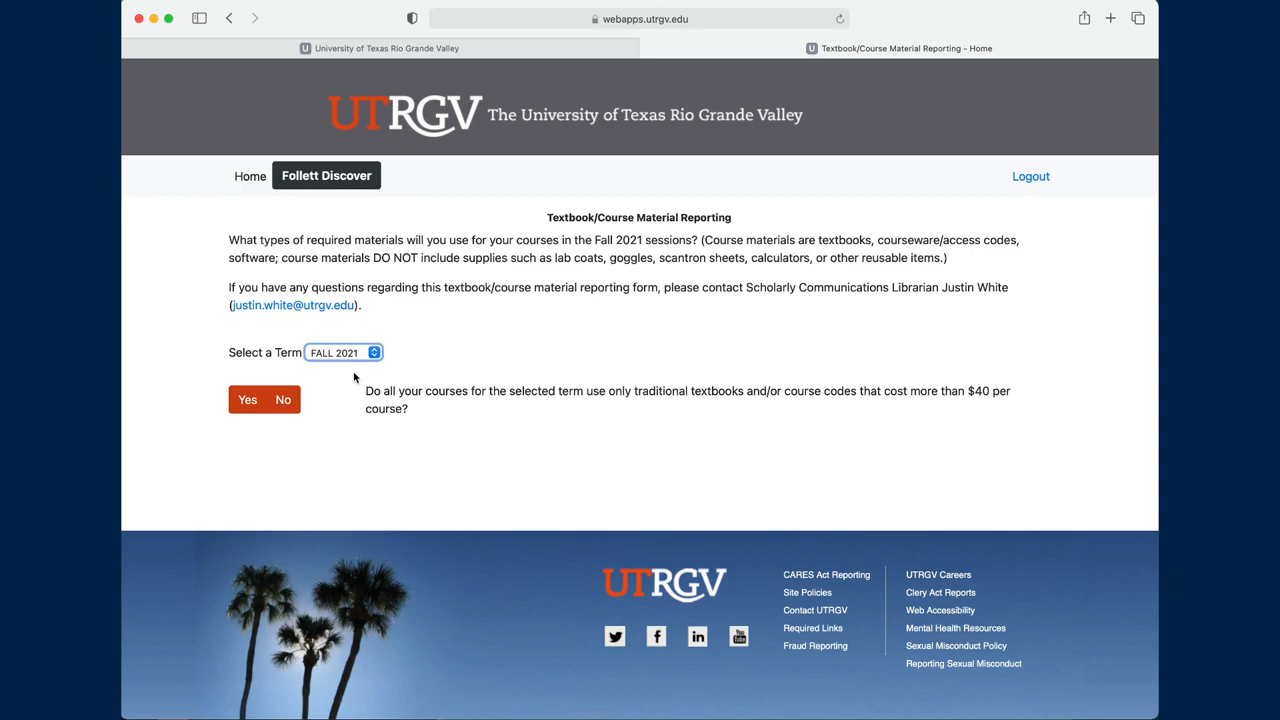 webapps.utrgv.edu
University of Texas Rio Grande Valley
Textbook/Course Material Reporting - Home
UTRGV The University of Texas Rio Grande Valley
Home Follett Discover Logout
Textbook/Course Material Reporting
What types of required materials will you use for your courses in the Fall 2021 sessions? (Course materials are textbooks, courseware/access codes,
software; course materials DO NOT include supplies such as lab coats, goggles, scantron sheets, calculators, or other reusable items.)
If you have any questions regarding this textbook/course material reporting form, please contact Scholarly Communications Librarian Justin White
(justin.white@utrgv.edu).
Select a Term FALL 2021
Yes No
Do all your courses for the selected term use only traditional textbooks and/or course codes that cost more than $40 per
course?
UTRGV
CARES Act Reporting
Site Policies
Contact UTRGV
Required Links
Fraud Reporting
UTRGV Careers
Clery Act Reports
Web Accessibility
Mental Health Resources
Sexual Misconduct Policy
Reporting Sexual Misconduct